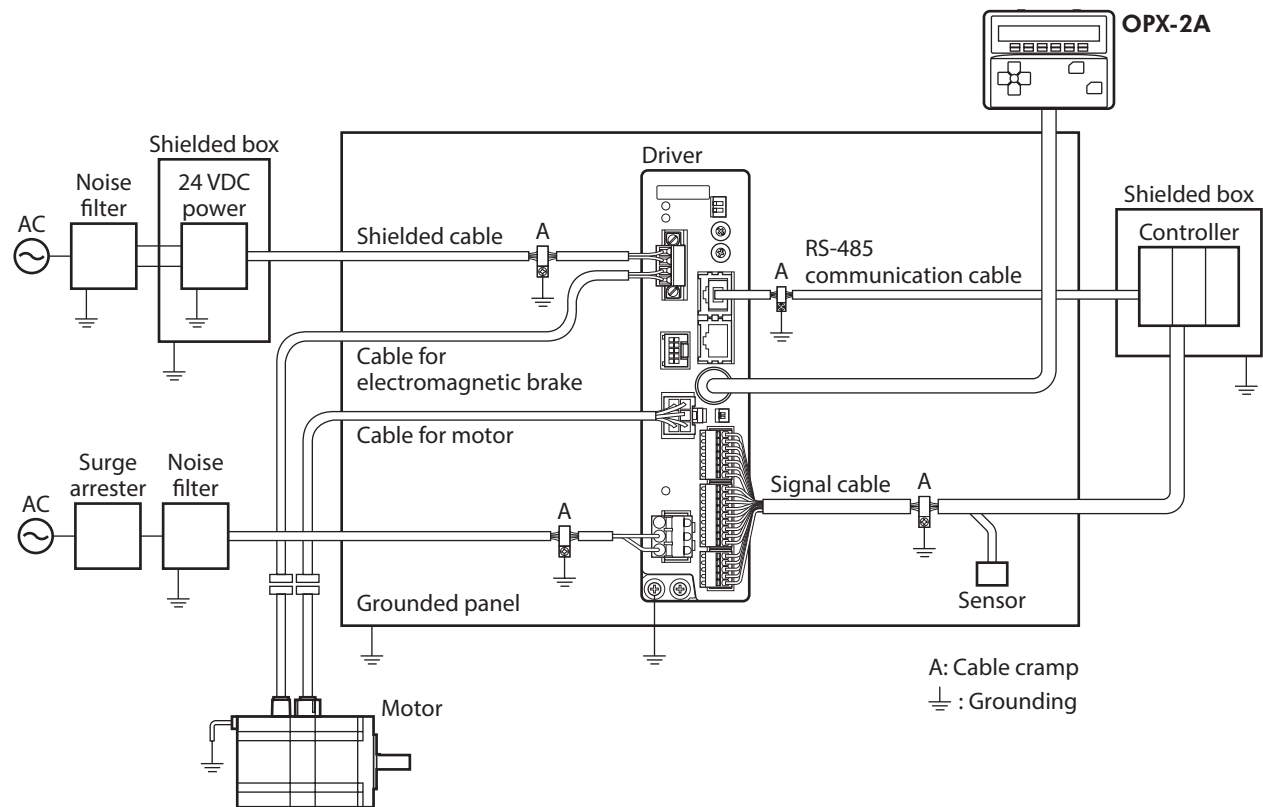 OPX-2A
Driver
Shielded box
Noise
filter
24 VDC
power
AC
Shielded cable
A
RS-485
communication cable
A
Shielded box
Controller
Cable for
electromagnetic brake
Cable for motor
Surge
arrester
Noise
filter
AC
A
Signal cable
A
Sensor
Grounded panel
A: Cable cramp
: Grounding
Motor